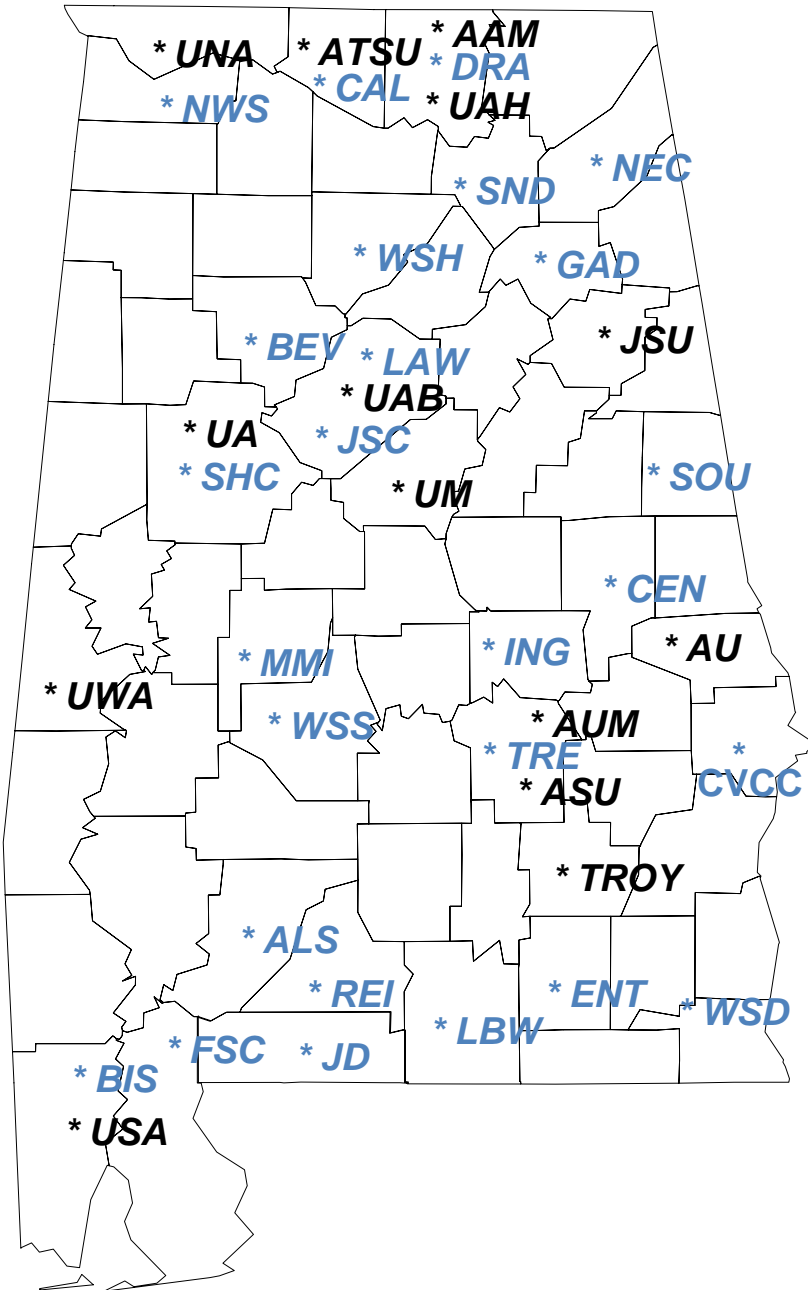 * AAM
* UNA
* ATSU
* DRA
* CAL
* NWS
* UAH
* NEC
* SND
* WSH
* GAD
* JSU
* BEV
* LAW
* UAB
* UA
* JSC
* SHC
* SOU
* UM
* CEN
* AU
* ING
* MMI
* UWA
* WSS
* AUM
* TRE
* CVCC
* ASU
* TROY
* ALS
* REI
* ENT
* WSD
* LBW
* FSC
* JD
* BIS
* USA